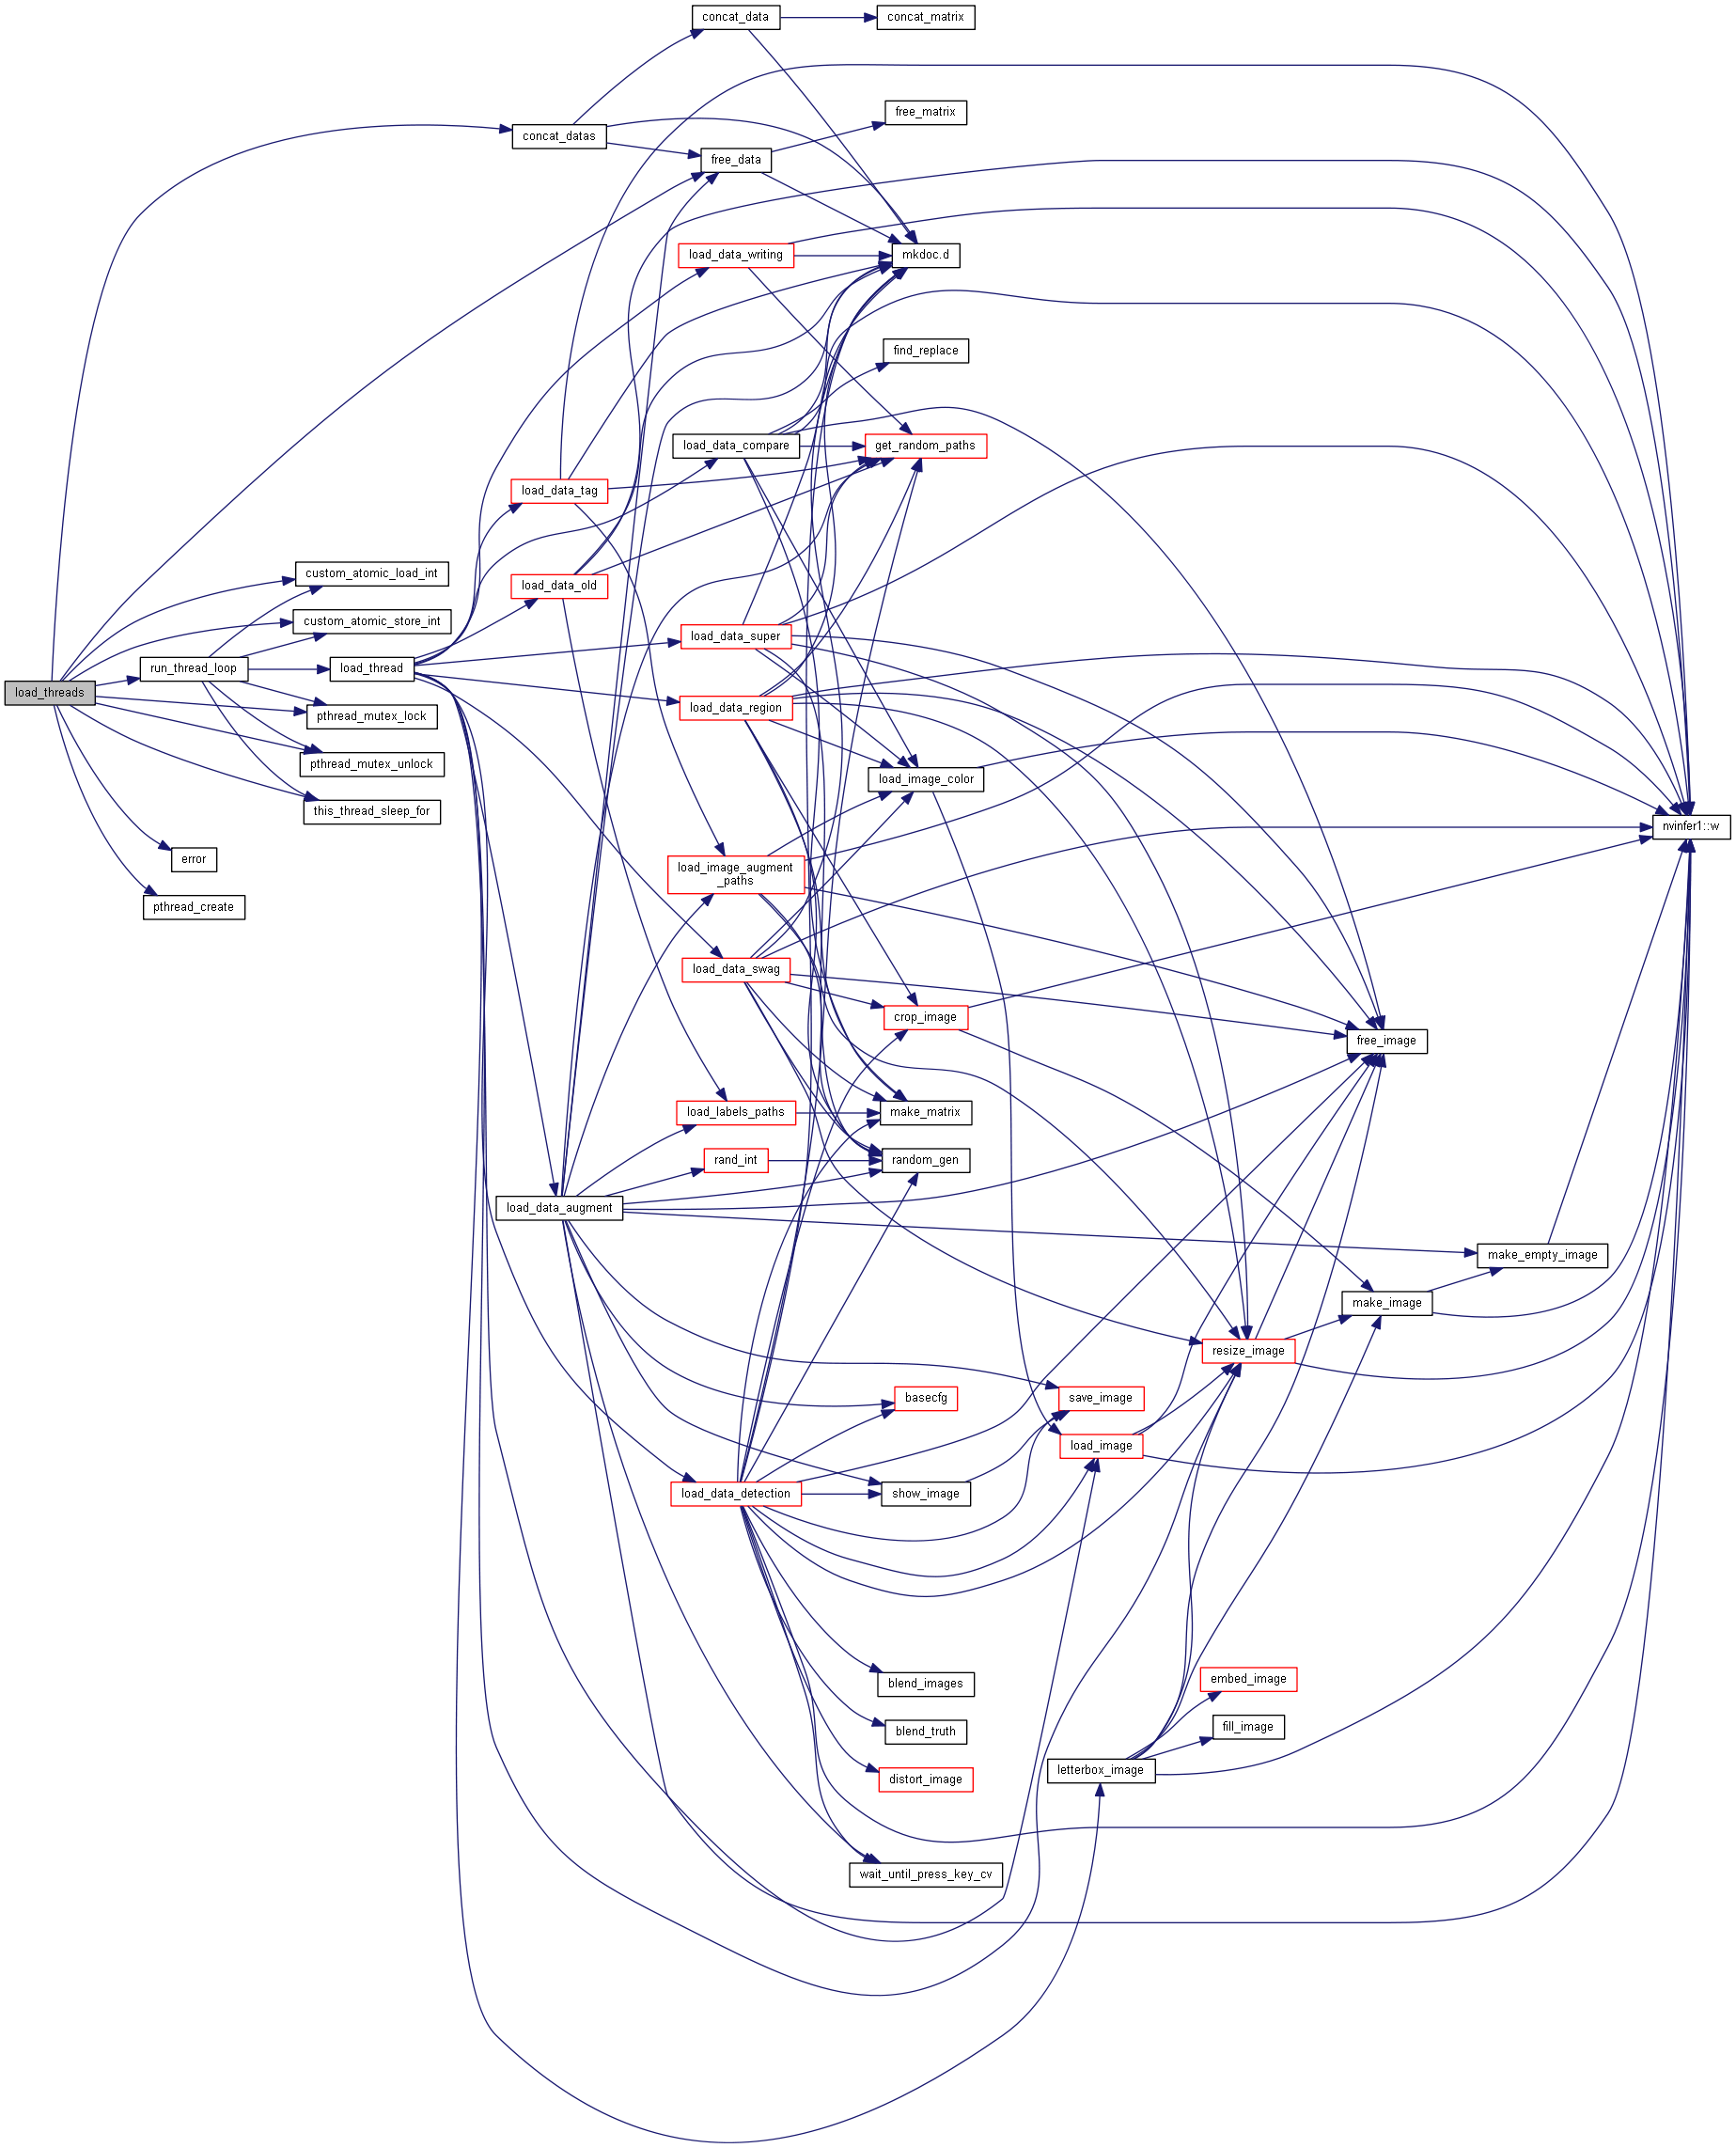 concat_data
concat_matrix
free_matrix
concat_datas
free_data
load_data_writing
mkdoc.d
find_replace
load_data_compare
get_random_paths
load_data_tag
custom_atomic_load_int
load_data_old
custom_atomic_store_int
load_data_super
run_thread_loop
load_thread
load_threads
load_data_region
pthread_mutex_lock
pthread_mutex_unlock
load_image_color
this_thread_sleep_for
nvinfer1::w
error
load_image_augment
_paths
pthread_create
load_data_swag
crop_image
free_image
load_labels_paths
make_matrix
rand_int
random_gen
load_data_augment
make_empty_image
make_image
resize_image
basecfg
save_image
load_image
load_data_detection
show_image
blend_images
embed_image
blend_truth
fill_image
letterbox_image
distort_image
wait_until_press_key_cv